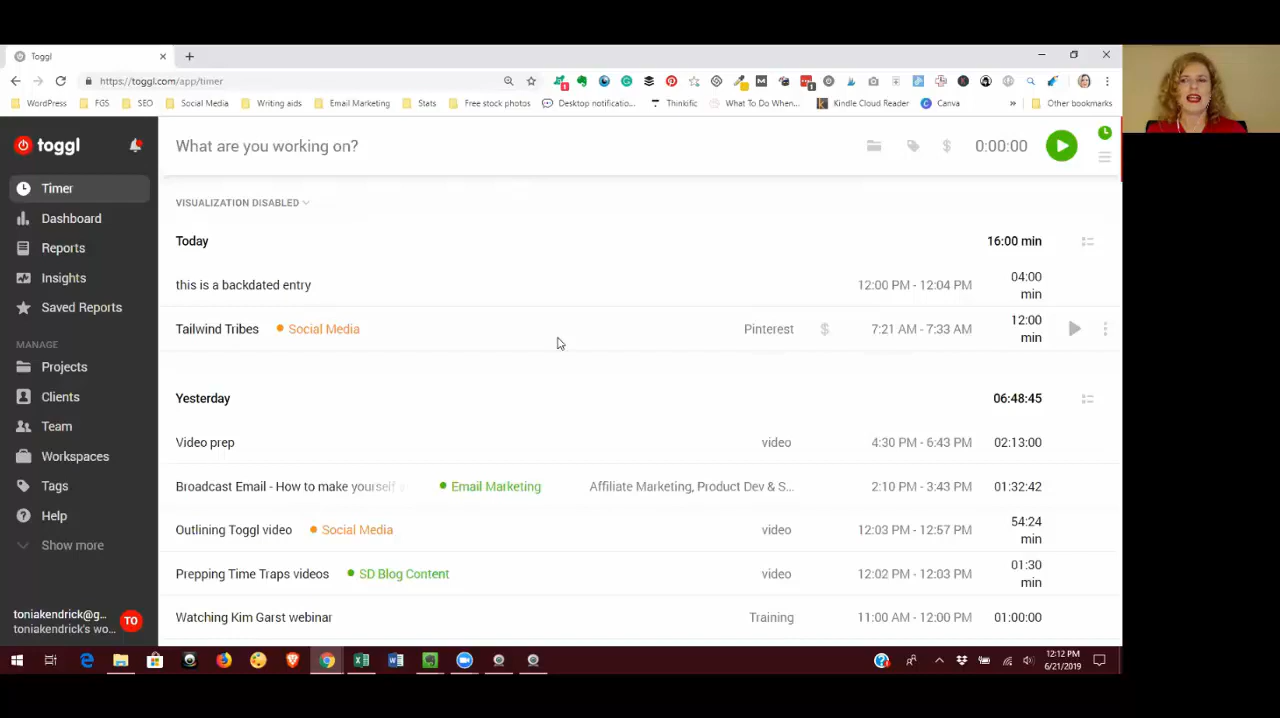 Toggl
https://toggl.com/app/timer
WordPress FGS SEO Social Media Writing aids Email Marketing Stats Free stock photos Desktop notificatio... Thinkific What To Do When... Kindle Cloud Reader Canva » Other bookmarks
toggl
What are you working on? $ 0:00:00
Timer
Dashboard
Reports
Insights
Saved Reports
MANAGE
Projects
Clients
Team
Workspaces
Tags
Help
Show more
toniakendrick@g...
toniakendrick's wo...
TO
VISUALIZATION DISABLED
Today 16:00 min
this is a backdated entry 12:00 PM - 12:04 PM 04:00 min
Tailwind Tribes Social Media Pinterest $ 7:21 AM - 7:33 AM 12:00 min
Yesterday 06:48:45
Video prep video 4:30 PM - 6:43 PM 02:13:00
Broadcast Email - How to make yourself Email Marketing Affiliate Marketing, Product Dev & S... 2:10 PM - 3:43 PM 01:32:42
Outlining Toggl video Social Media video 12:03 PM - 12:57 PM 54:24 min
Prepping Time Traps videos SD Blog Content video 12:02 PM - 12:03 PM 01:30 min
Watching Kim Garst webinar Training 11:00 AM - 12:00 PM 01:00:00
12:12 PM
6/21/2019